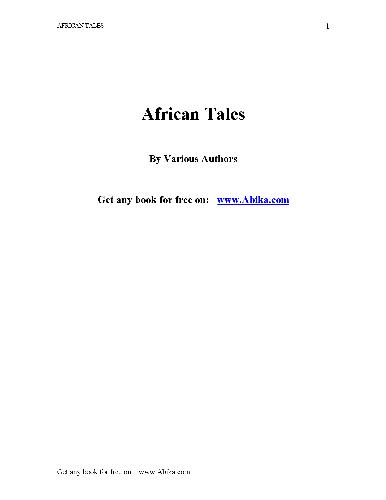 AFRICAN TALES 1
African Tales
By Various Authors
Get any book for free on: www.Abika.com
Get any book for free on: www.Abika.com